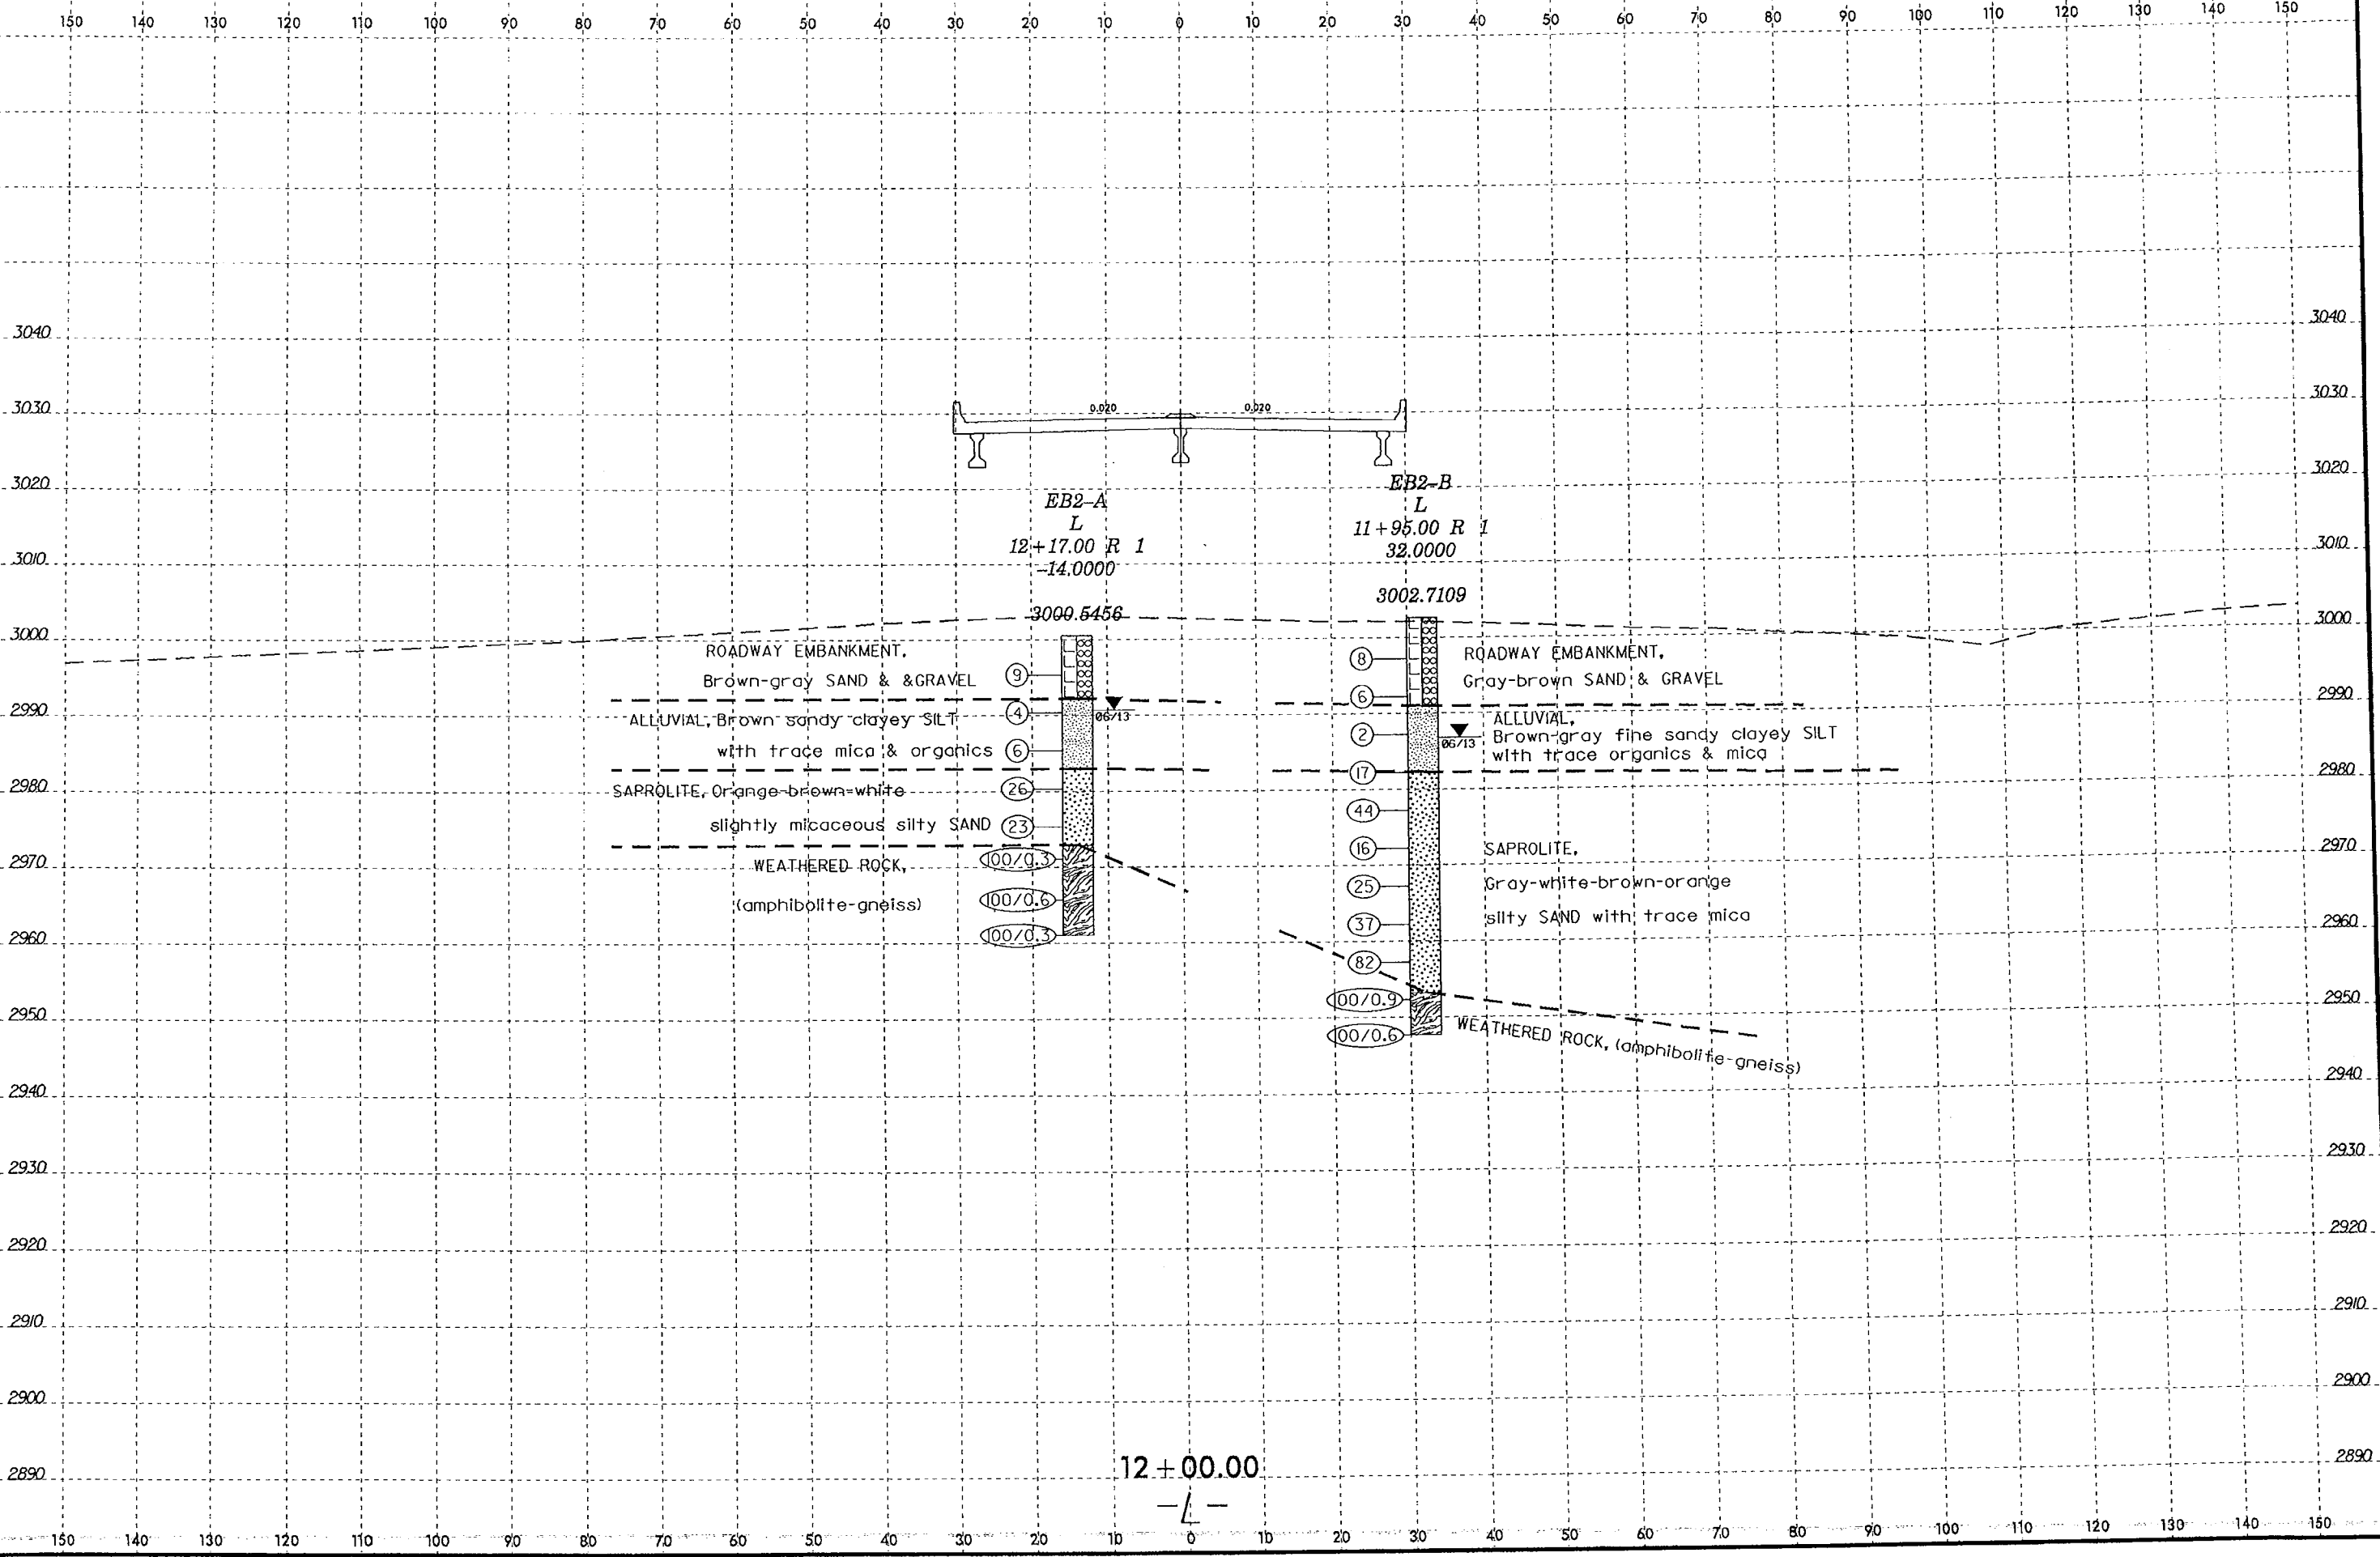 150 140 130 120 110 100 90 80 70 60 50 40 30 20 10 0 10 20 30 40 50 60 70 80 90 100 110 120 130 140 150
3040 3040
3030 0.020 0.020 3030
3020 3020
EB2-A
L
12+17.00 R 1
-14.0000
EB2-B
L
11+95.00 R 1
32.0000
3010 3010
3000.5456
3002.7109
3000 3000
ROADWAY EMBANKMENT,
Brown-gray SAND & &GRAVEL
9
ALLUVIAL, Brown sandy clayey SILT
4
06/13
with trace mica & organics
6
SAPROLITE, Orange-brown-white
26
slightly micaceous silty SAND
23
WEATHERED ROCK,
100/0.3
(amphibolite-gneiss)
100/0.6
100/0.3
8
ROADWAY EMBANKMENT,
Gray-brown SAND & GRAVEL
6
ALLUVIAL,
2
06/13
Brown-gray fine sandy clayey SILT
with trace organics & mica
17
44
16
SAPROLITE,
25
Gray-white-brown-orange
37
silty SAND with trace mica
82
100/0.9
100/0.6
WEATHERED ROCK, (amphibolite-gneiss)
2990 2990
2980 2980
2970 2970
2960 2960
2950 2950
2940 2940
2930 2930
2920 2920
2910 2910
2900 2900
2890 2890
12+00.00
-L-
150 140 130 120 110 100 90 80 70 60 50 40 30 20 10 0 10 20 30 40 50 60 70 80 90 100 110 120 130 140 150